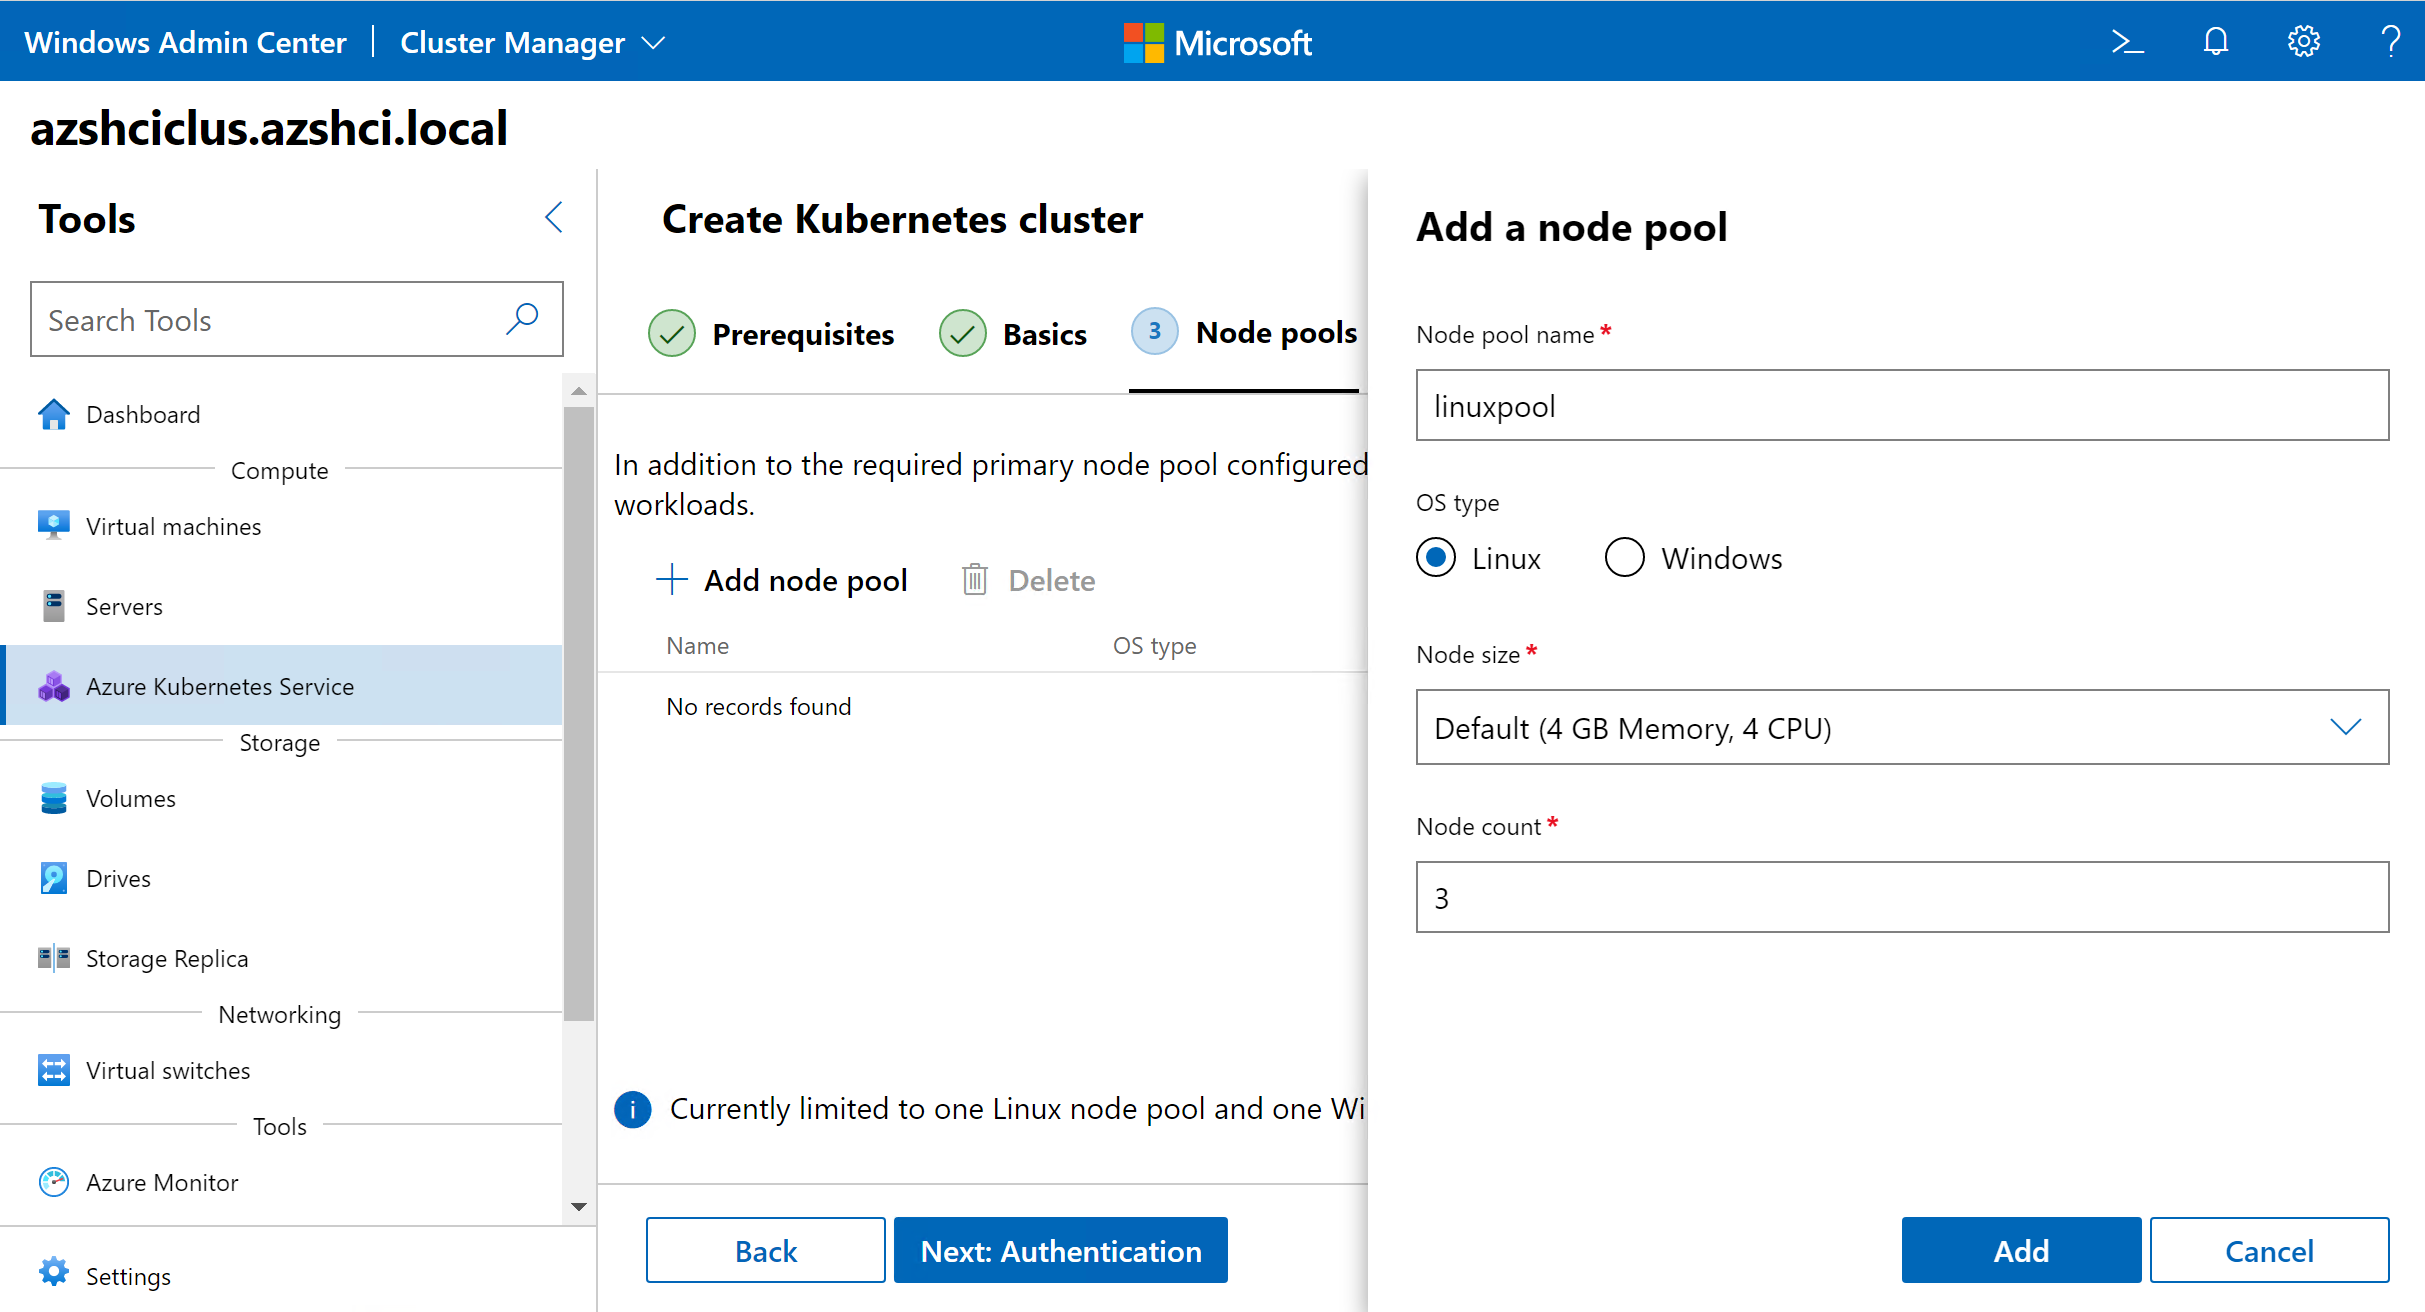 Windows Admin Center | Cluster Manager
Microsoft
azshciclus.azshci.local
Tools
Search Tools
Dashboard
Compute
Virtual machines
Servers
Azure Kubernetes Service
Storage
Volumes
Drives
Storage Replica
Networking
Virtual switches
Tools
Azure Monitor
Settings
Create Kubernetes cluster
Prerequisites
Basics
3 Node pools
In addition to the required primary node pool configured
workloads.
Add node pool
Delete
Name OS type
No records found
Currently limited to one Linux node pool and one Wi
Back
Next: Authentication
Add a node pool
Node pool name *
linuxpool
OS type
Linux Windows
Node size *
Default (4 GB Memory, 4 CPU)
Node count *
3
Add
Cancel